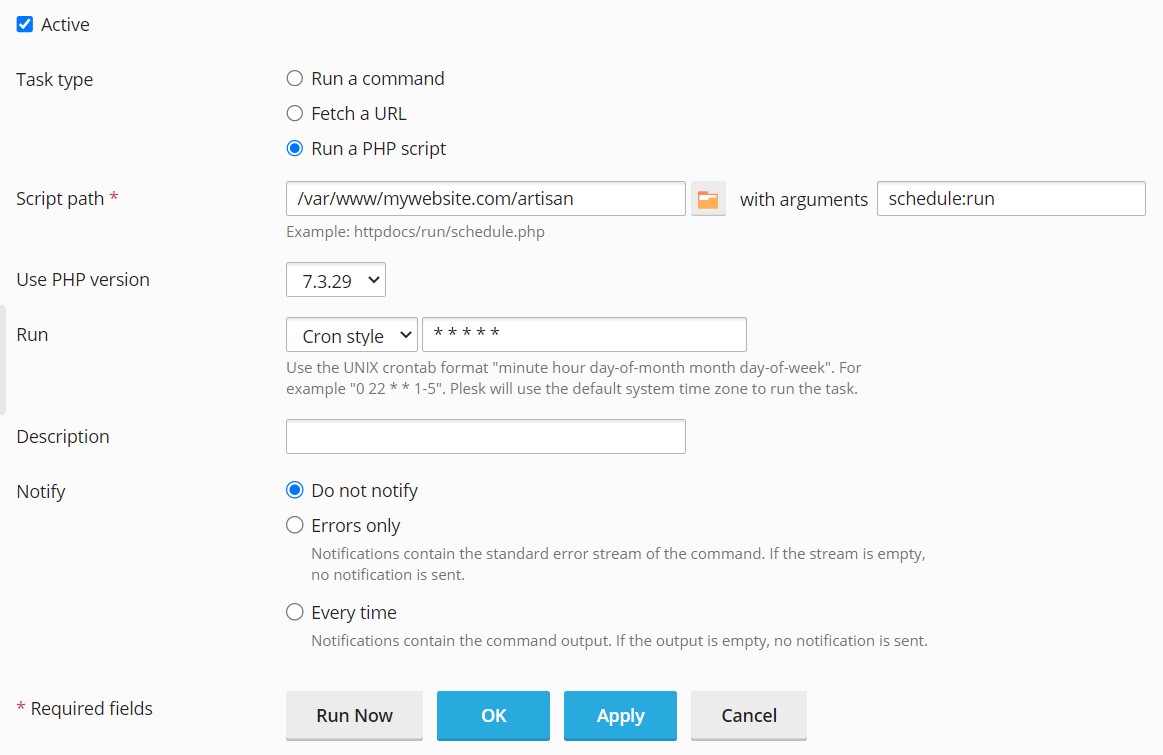 Active
Task type
Run a command
Fetch a URL
Run a PHP script
Script path * /var/www/mywebsite.com/artisan with arguments schedule:run
Example: httpdocs/run/schedule.php
Use PHP version 7.3.29
Run Cron style * * * * *
Use the UNIX crontab format "minute hour day-of-month month day-of-week". For
example "0 22 * * 1-5". Plesk will use the default system time zone to run the task.
Description
Notify Do not notify
Errors only
Notifications contain the standard error stream of the command. If the stream is empty,
no notification is sent.
Every time
Notifications contain the command output. If the output is empty, no notification is sent.
* Required fields Run Now OK Apply Cancel